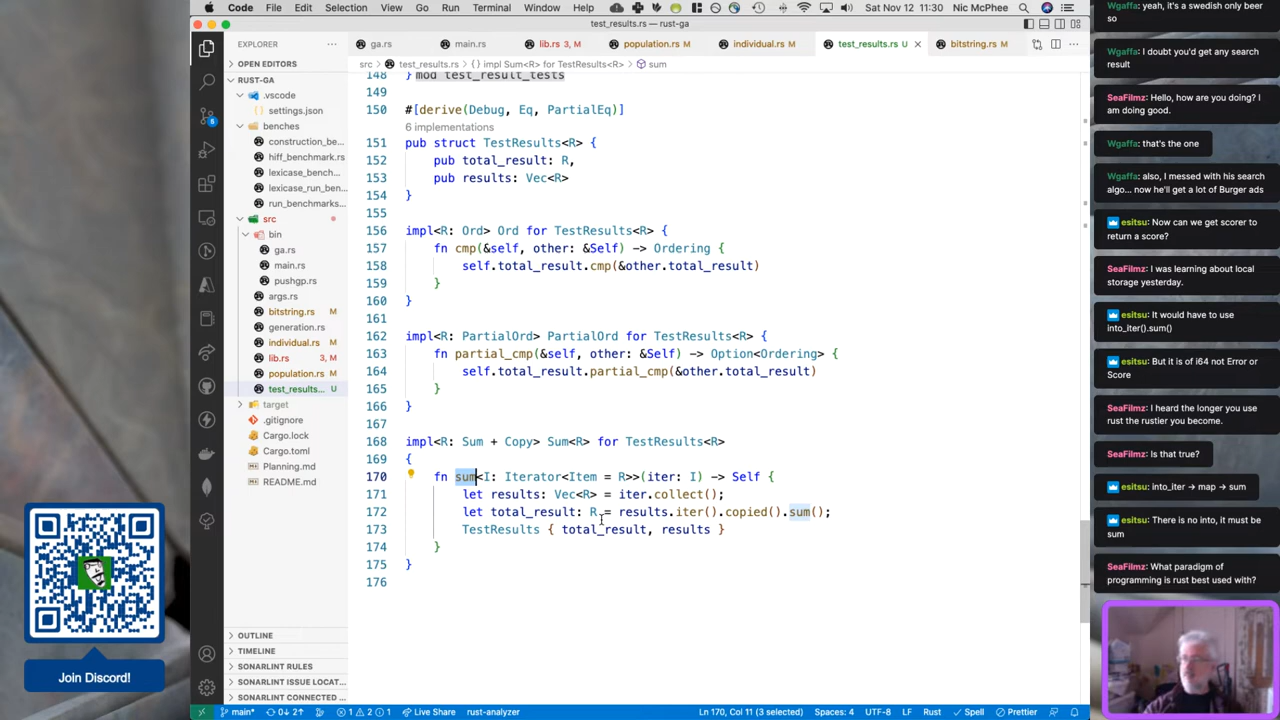 Code File Edit Selection View Go Run Terminal Window Help
Sat Nov 12 11:30 Nic McPhee
test_results.rs — rust-ga
EXPLORER
OPEN EDITORS
RUST-GA
.vscode
settings.json
benches
construction_be...
hiff_benchmark.rs
lexicase_bench...
lexicase_run_benc...
run_benchmarks...
src
bin
ga.rs
main.rs
pushgp.rs
args.rs
bitstring.rs M
generation.rs
individual.rs M
lib.rs 3, M
population.rs M
test_results... U
target
.gitignore
Cargo.lock
Cargo.toml
Planning.md
README.md
OUTLINE
TIMELINE
SONARLINT RULES
SONARLINT ISSUE LOCAT...
SONARLINT CONNECTED ...
Join Discord!
ga.rs main.rs lib.rs 3, M population.rs M individual.rs M test_results.rs U bitstring.rs M
src > test_results.rs > {} impl Sum<R> for TestResults<R> > sum
148 } mod test_result_tests
149
150 #[derive(Debug, Eq, PartialEq)]
6 implementations
151 pub struct TestResults<R> {
152 pub total_result: R,
153 pub results: Vec<R>
154 }
155
156 impl<R: Ord> Ord for TestResults<R> {
157 fn cmp(&self, other: &Self) -> Ordering {
158 self.total_result.cmp(&other.total_result)
159 }
160 }
161
162 impl<R: PartialOrd> PartialOrd for TestResults<R> {
163 fn partial_cmp(&self, other: &Self) -> Option<Ordering> {
164 self.total_result.partial_cmp(&other.total_result)
165 }
166 }
167
168 impl<R: Sum + Copy> Sum<R> for TestResults<R>
169 {
170 fn sum<I: Iterator<Item = R>>(iter: I) -> Self {
171 let results: Vec<R> = iter.collect();
172 let total_result: R = results.iter().copied().sum();
173 TestResults { total_result, results }
174 }
175 }
176
main* 0↓ 2↑ 1 2 1 Live Share rust-analyzer
Ln 170, Col 11 (3 selected) Spaces: 4 UTF-8 LF Rust Spell Prettier
Wgaffa: yeah, it's a swedish only beer
so
Wgaffa: I doubt you'd get any search
result
SeaFilmz: Hello, how are you doing? I
am doing good.
Wgaffa: that's the one
Wgaffa: also, I messed with his search
algo... now he'll get a lot of Burger ads
esitsu: Now can we get scorer to
return a score?
SeaFilmz: I was learning about local
storage yesterday.
esitsu: It would have to use
into_iter().sum()
esitsu: But it is of i64 not Error or
Score
SeaFilmz: I heard the longer you use
rust the rustier you become.
SeaFilmz: Is that true?
esitsu: into_iter → map → sum
esitsu: There is no into, it must be
sum
SeaFilmz: What paradigm of
programming is rust best used with?